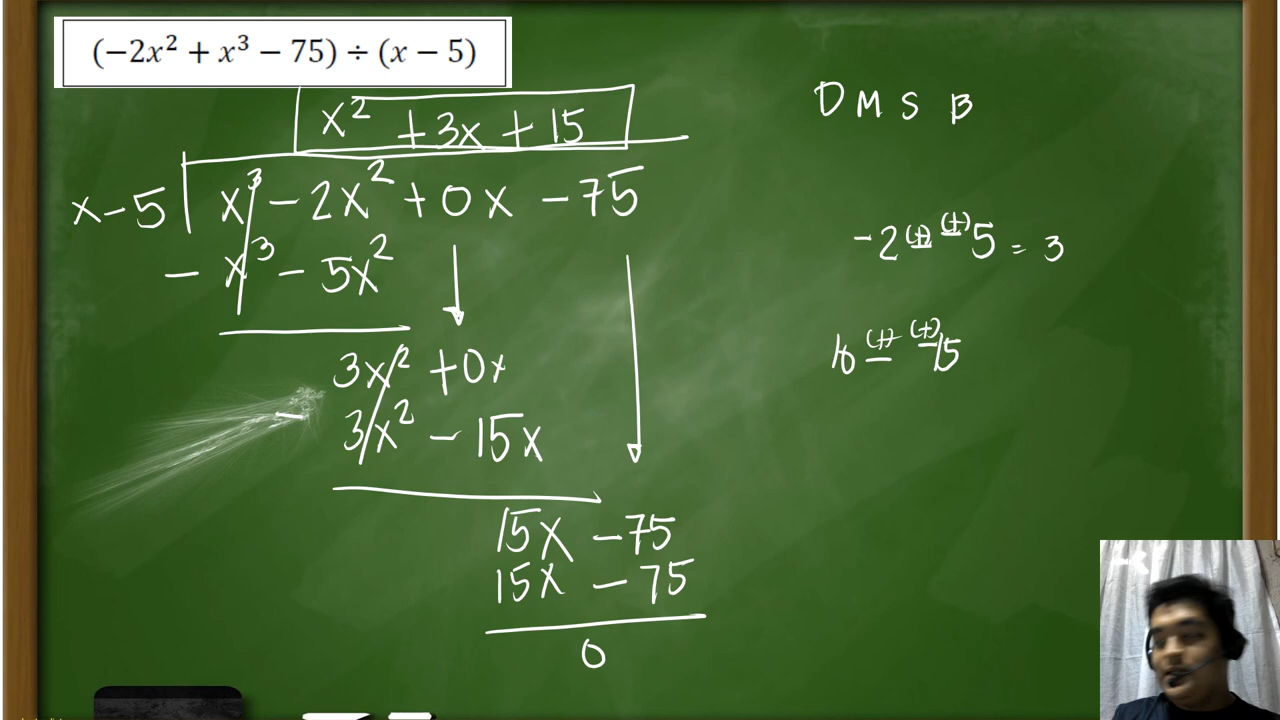 (−2x² + x³ − 75) ÷ (x − 5)
x² + 3x + 15
x − 5 x³ − 2x² + 0x − 75
− x³ − 5x²
3x² + 0x
− 3x² − 15x
15x − 75
15x − 75
0
D M S B
−2 (+) (+) 5 = 3
(+) (+) 15